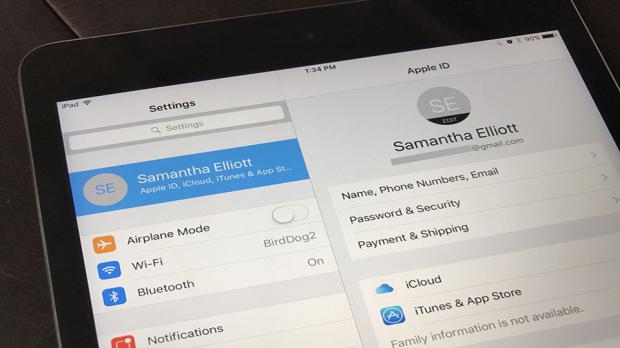 iPad
1:34 PM
90%
Settings
Settings
SE
Samantha Elliott
Apple ID, iCloud, iTunes & App St...
Airplane Mode
Wi-Fi
BirdDog2
Bluetooth
On
Notifications
Apple ID
SE
EDIT
Samantha Elliott
@gmail.com
Name, Phone Numbers, Email
Password & Security
Payment & Shipping
iCloud
iTunes & App Store
Family information is not available.